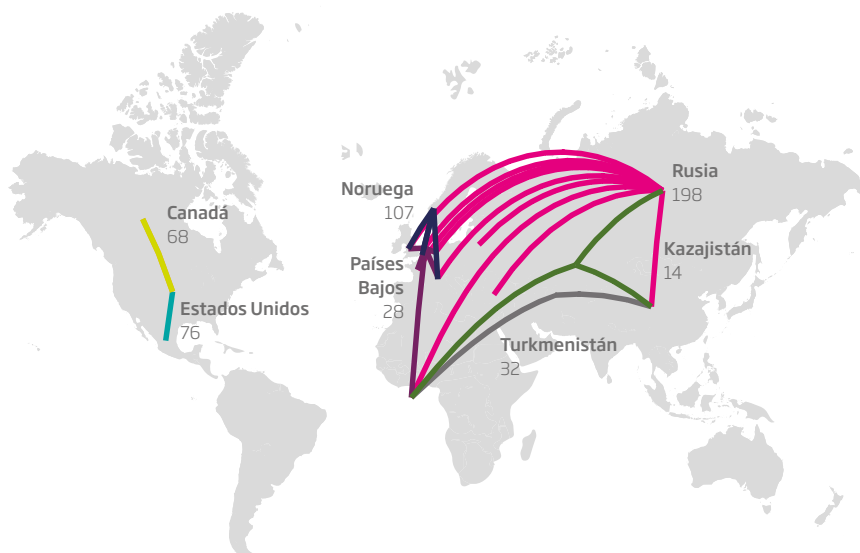 Canadá
68
Estados Unidos
76
Noruega
107
Países
Bajos
28
Rusia
198
Kazajistán
14
Turkmenistán
32